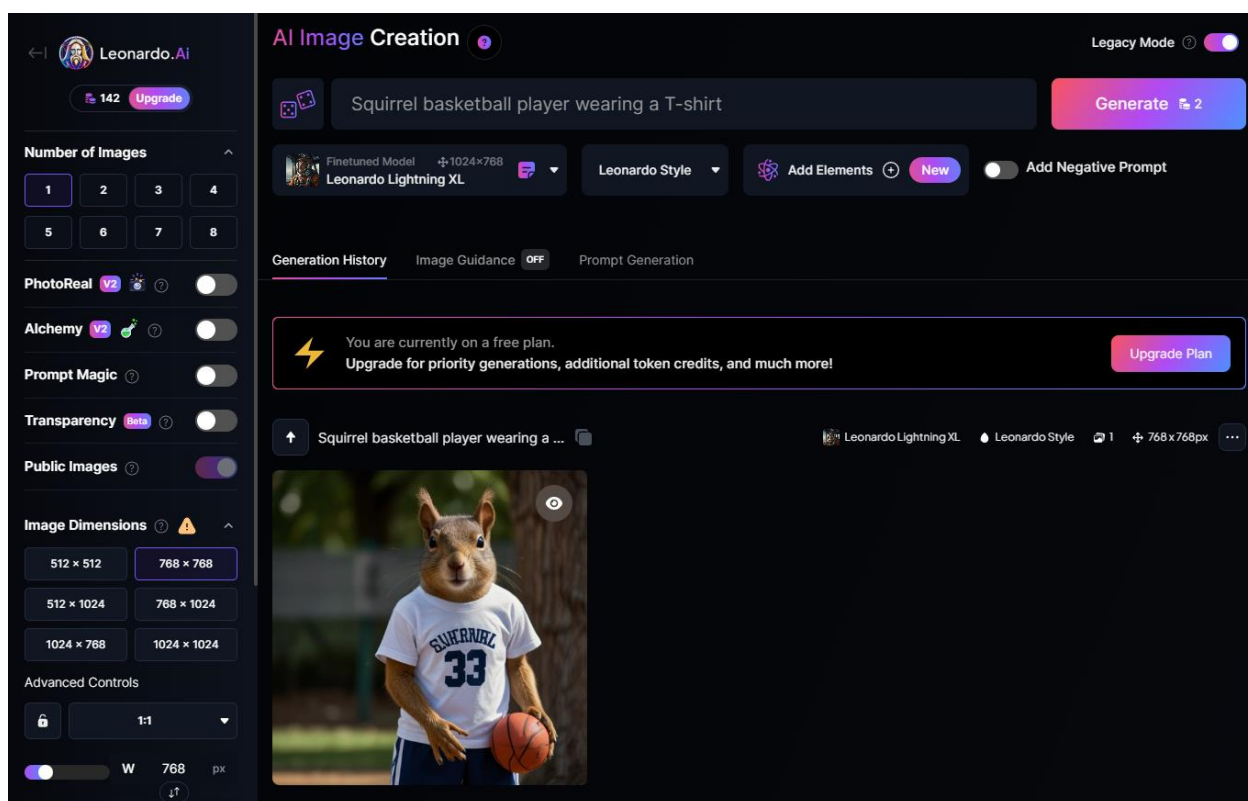 Leonardo.Ai
142 Upgrade
Number of Images
1 2 3 4
5 6 7 8
PhotoReal V2
Alchemy V2
Prompt Magic
Transparency Beta
Public Images
Image Dimensions
512 × 512 768 × 768
512 × 1024 768 × 1024
1024 × 768 1024 × 1024
Advanced Controls
1:1
W 768 px
AI Image Creation
Legacy Mode
Squirrel basketball player wearing a T-shirt
Generate 2
Finetuned Model 1024×768
Leonardo Lightning XL
Leonardo Style
Add Elements New
Add Negative Prompt
Generation History Image Guidance OFF Prompt Generation
You are currently on a free plan.
Upgrade for priority generations, additional token credits, and much more!
Upgrade Plan
Squirrel basketball player wearing a ...
Leonardo Lightning XL Leonardo Style 1 768 x 768px
33